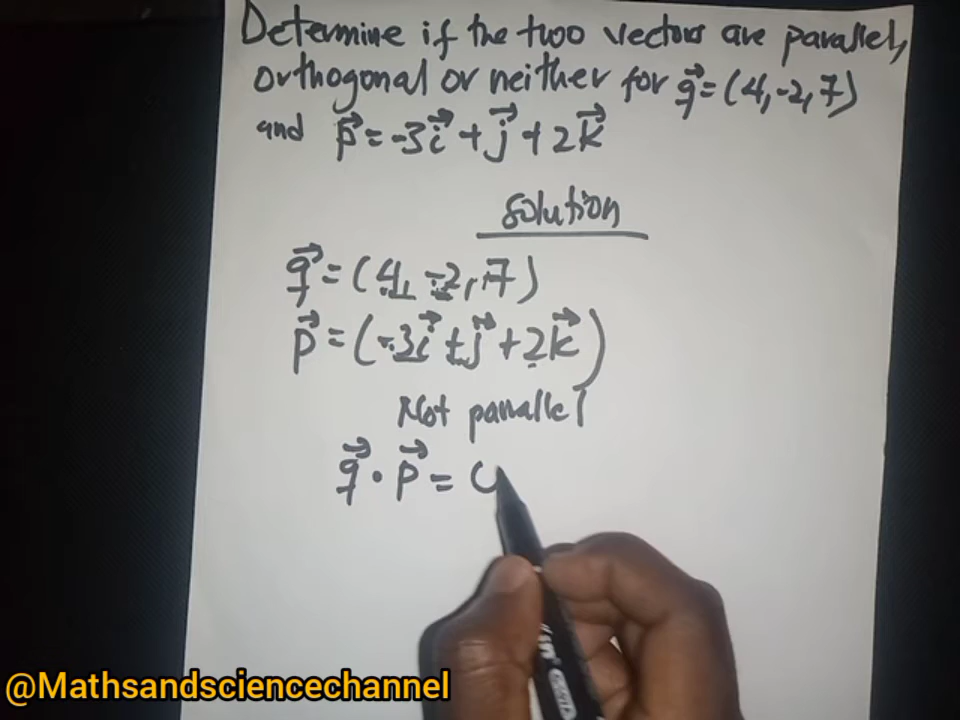 Determine if the two vectors are parallel,
orthogonal or neither for q⃗ = (4, -2, 7)
and p⃗ = -3i⃗ + j⃗ + 2k⃗
Solution
q⃗ = (4, -2, 7)
p⃗ = (-3i⃗ + j⃗ + 2k⃗)
Not parallel
q⃗ · p⃗ =
@Mathsandsciencechannel